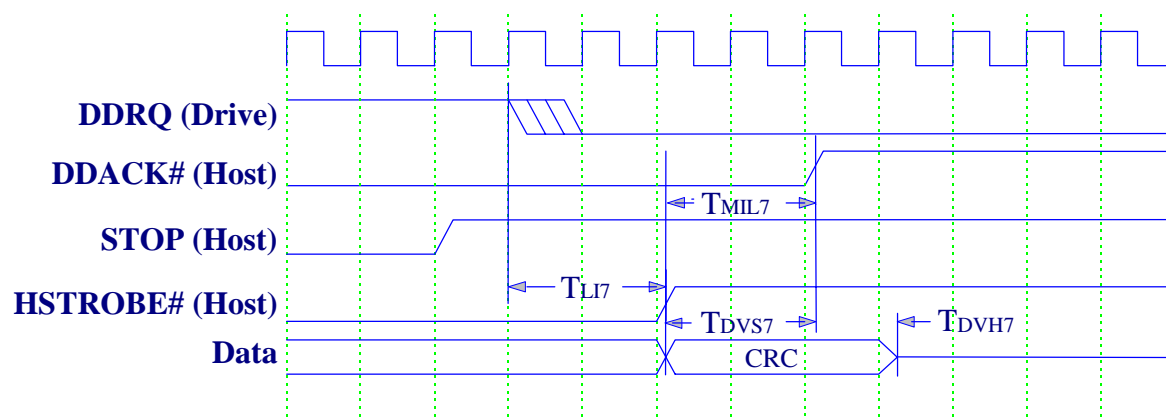 DDRQ (Drive)
DDACK# (Host)
TMIL7
STOP (Host)
TLI7
HSTROBE# (Host)
TDVS7
TDVH7
Data
CRC